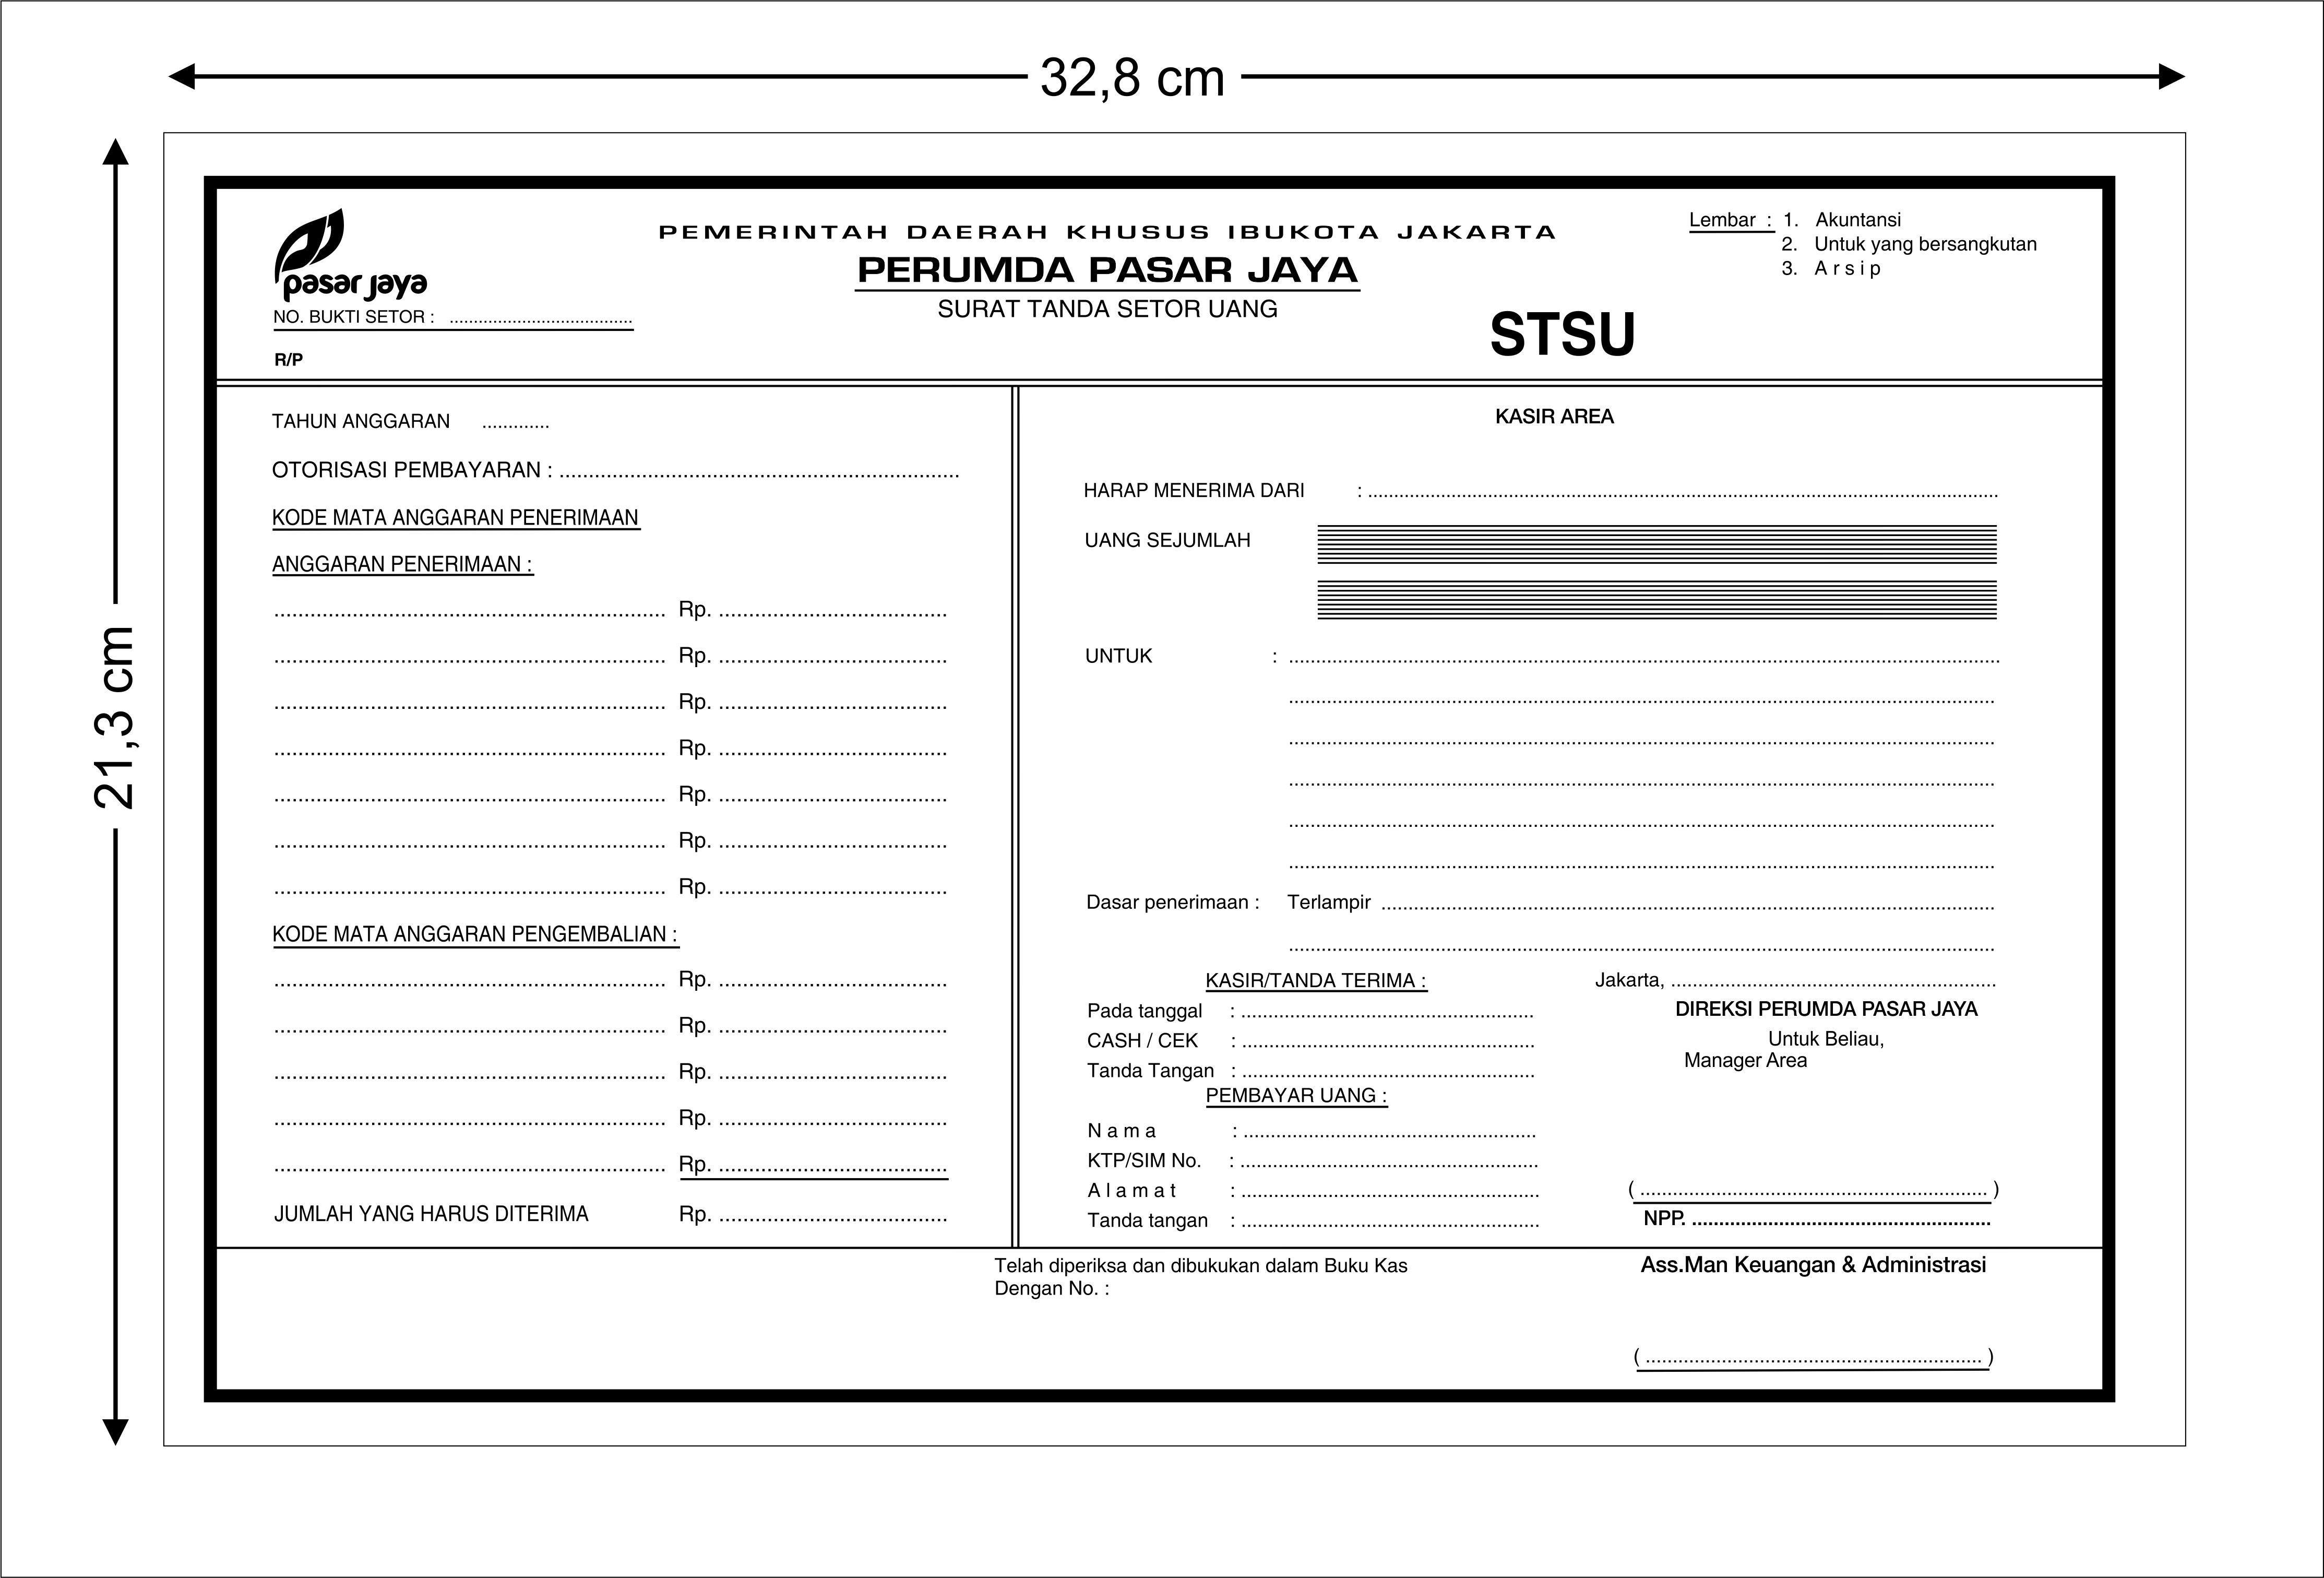 32,8 cm
21,3 cm
pasar jaya
PEMERINTAH DAERAH KHUSUS IBUKOTA JAKARTA
PERUMDA PASAR JAYA
SURAT TANDA SETOR UANG
STSU
Lembar : 1. Akuntansi
2. Untuk yang bersangkutan
3. A r s i p
NO. BUKTI SETOR : ......................................
R/P
TAHUN ANGGARAN .............
OTORISASI PEMBAYARAN : ....................................................................
KODE MATA ANGGARAN PENERIMAAN
ANGGARAN PENERIMAAN :
................................................................. Rp. ......................................
................................................................. Rp. ......................................
................................................................. Rp. ......................................
................................................................. Rp. ......................................
................................................................. Rp. ......................................
................................................................. Rp. ......................................
................................................................. Rp. ......................................
KODE MATA ANGGARAN PENGEMBALIAN :
................................................................. Rp. ......................................
................................................................. Rp. ......................................
................................................................. Rp. ......................................
................................................................. Rp. ......................................
................................................................. Rp. ......................................
JUMLAH YANG HARUS DITERIMA Rp. ......................................
KASIR AREA
HARAP MENERIMA DARI : ....................................................................
UANG SEJUMLAH
UNTUK : ....................................................................
....................................................................
....................................................................
....................................................................
....................................................................
....................................................................
Dasar penerimaan : Terlampir ....................................................................
....................................................................
KASIR/TANDA TERIMA :
Pada tanggal : ......................................................
CASH / CEK : ......................................................
Tanda Tangan : ......................................................
PEMBAYAR UANG :
N a m a : ......................................................
KTP/SIM No. : ......................................................
A l a m a t : ......................................................
Tanda tangan : ......................................................
Jakarta, ............................................................
DIREKSI PERUMDA PASAR JAYA
Untuk Beliau,
Manager Area
( ................................................................ )
NPP. ......................................................
Telah diperiksa dan dibukukan dalam Buku Kas
Dengan No. :
Ass.Man Keuangan & Administrasi
( .............................................................. )